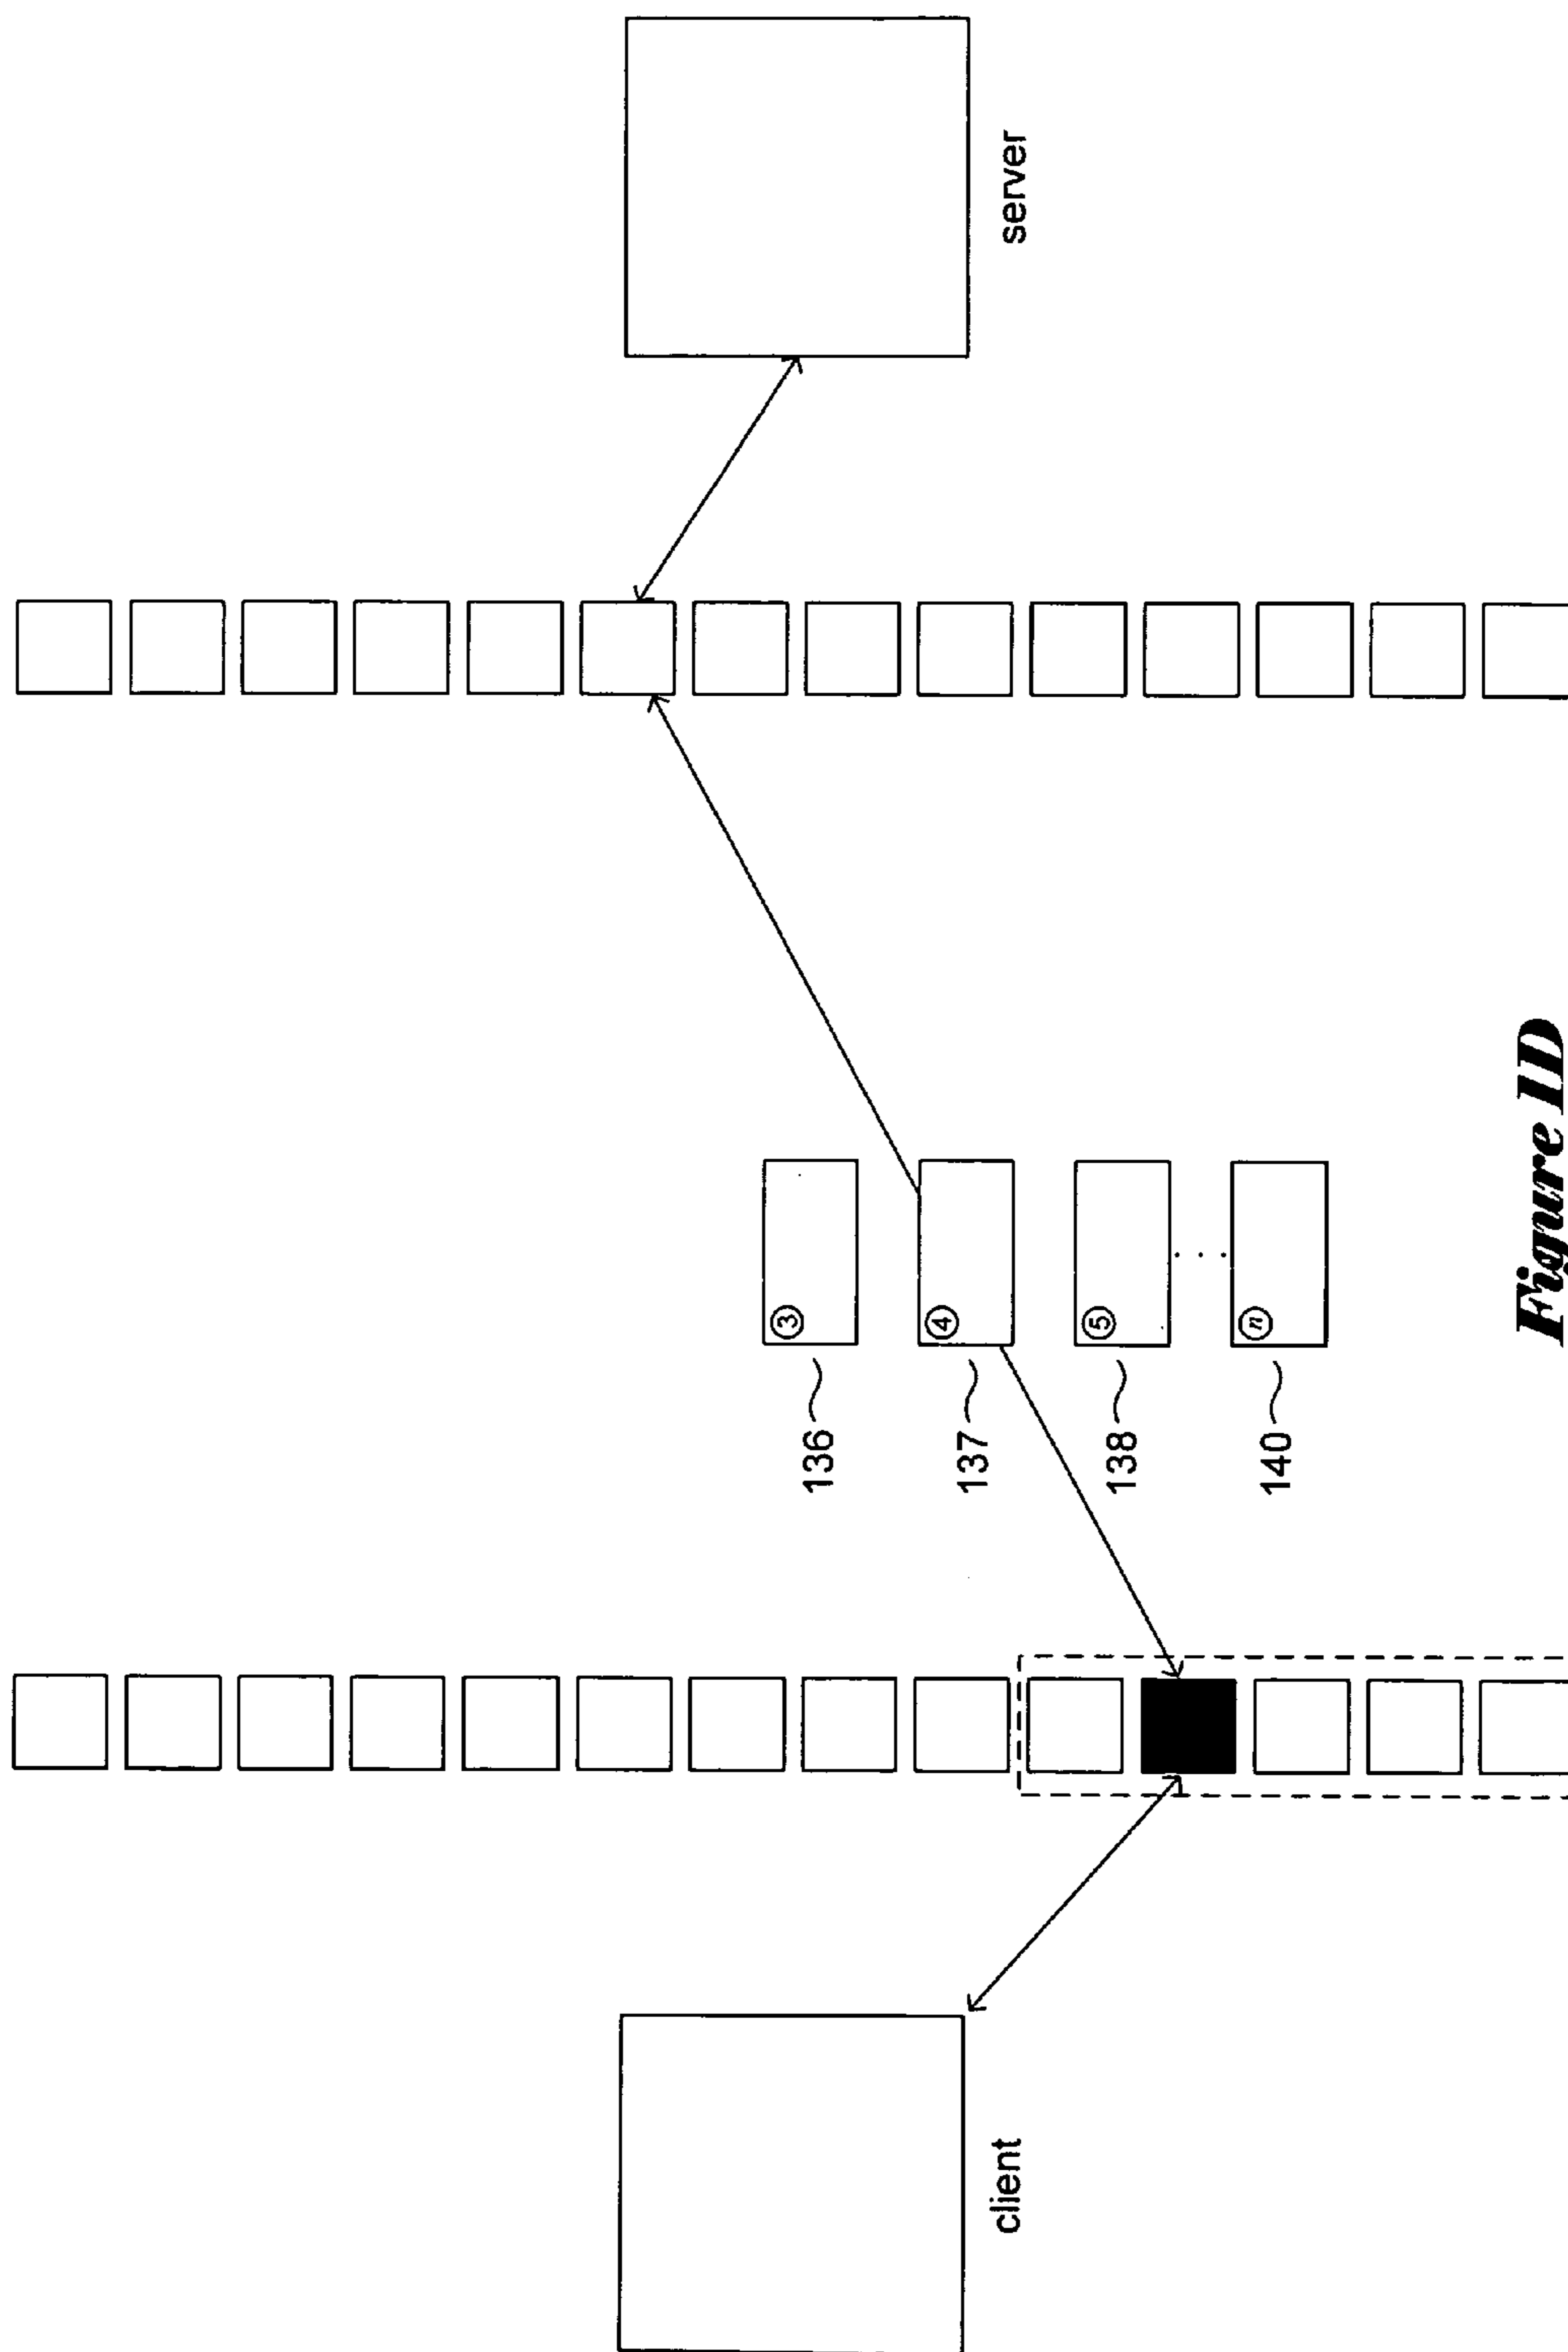 client
server
136
③
137
④
138
⑤
140
ⓝ
Figure 1D